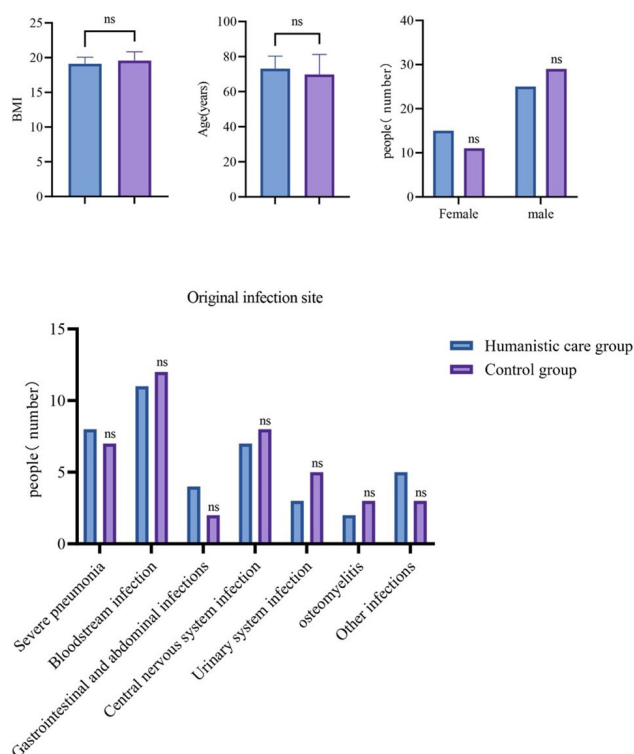 ns
25
20
15
10
5
0
BMI
ns
100
80
60
40
20
0
Age(years)
40
30
20
10
0
people( number)
ns
ns
Female
male
Original infection site
15
10
5
0
people( number)
ns
ns
ns
ns
ns
ns
ns
Severe pneumonia
Bloodstream infection
Gastrointestinal and abdominal infections
Central nervous system infection
Urinary system infection
osteomyelitis
Other infections
Humanistic care group
Control group